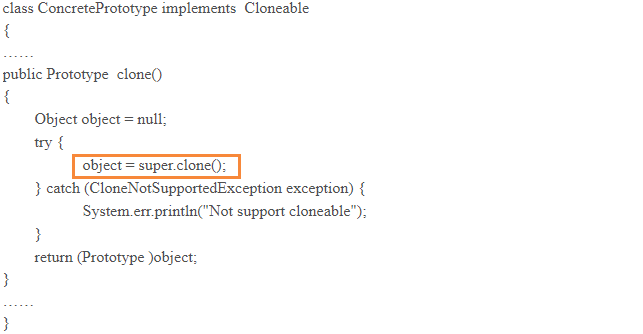 class ConcretePrototype implements  Cloneable
{
……
public Prototype  clone()
{
Object object = null;
try {
object = super.clone();
} catch (CloneNotSupportedException exception) {
System.err.println("Not support cloneable");
}
return (Prototype )object;
}
……
}